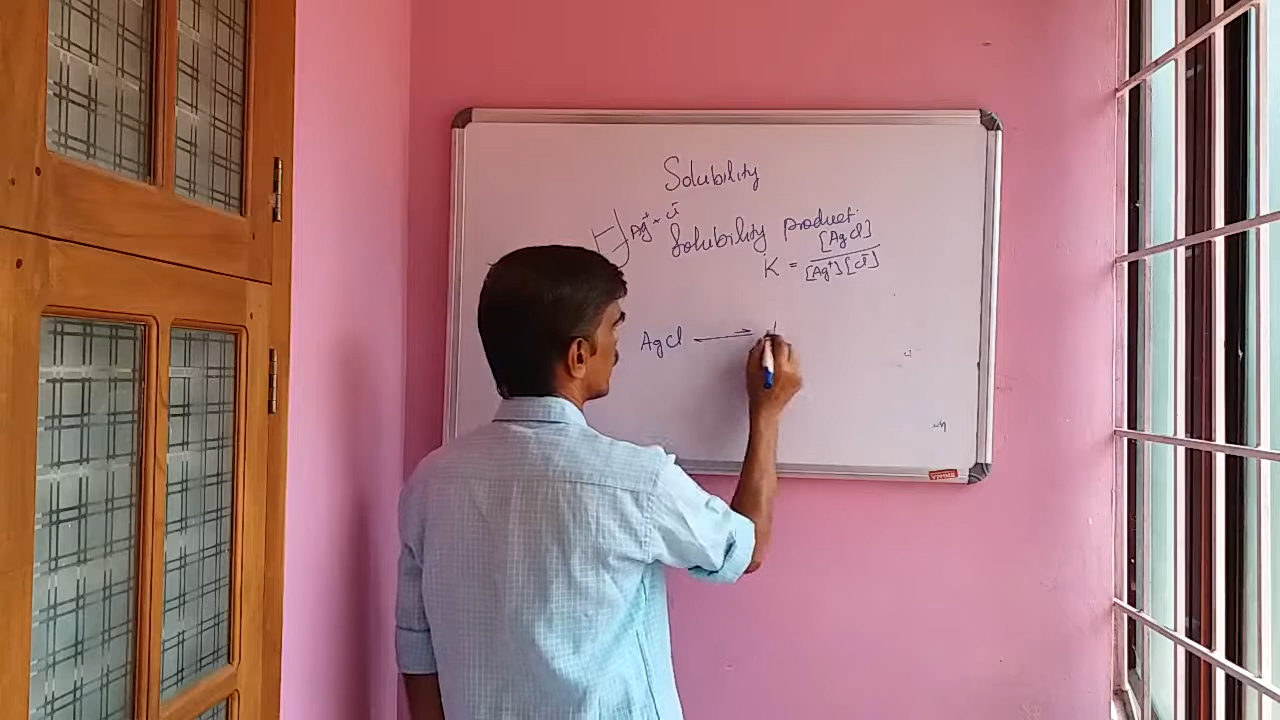 Solubility
Ag⁺ + Cl⁻
Solubility product.
K = [AgCl] / [Ag⁺][Cl⁻]
AgCl ⇌